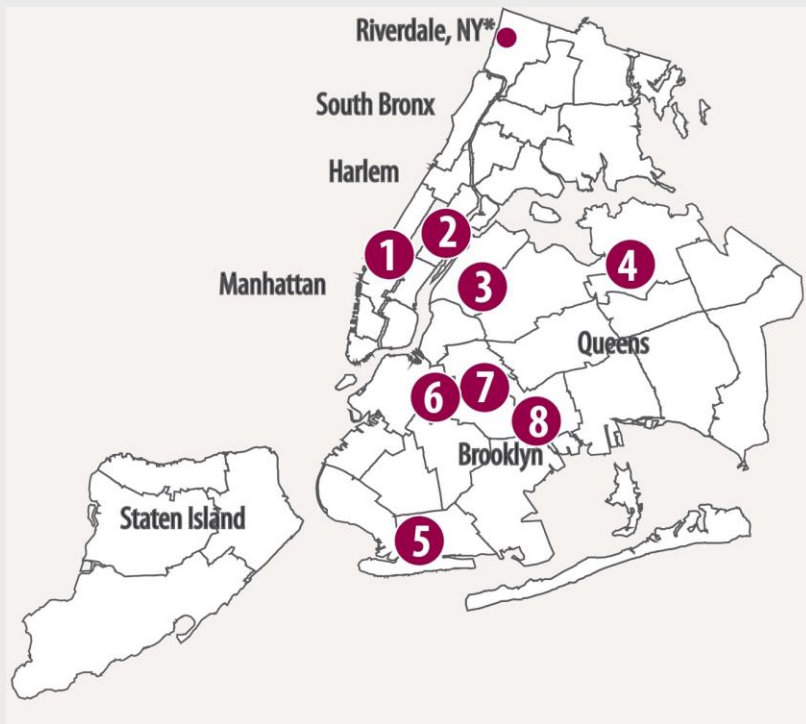 Riverdale, NY*
South Bronx
Harlem
2
1
4
Manhattan
3
Queens
7
6
8
Brooklyn
Staten Island
5